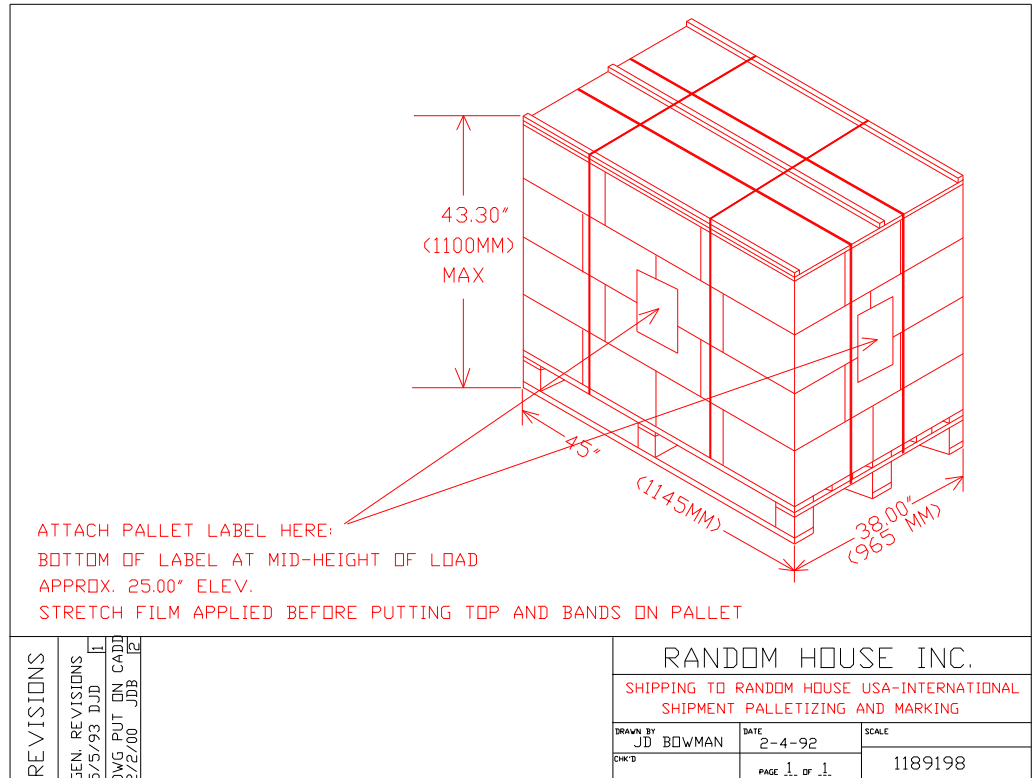 43.30"
(1100MM)
MAX
45"
(1145MM)
38.00"
(965 MM)
ATTACH PALLET LABEL HERE:
BOTTOM OF LABEL AT MID-HEIGHT OF LOAD
APPROX. 25.00" ELEV.
STRETCH FILM APPLIED BEFORE PUTTING TOP AND BANDS ON PALLET
REVISIONS
GEN. REVISIONS 1
5/93 DJD
DWG PUT ON CADD 2
2/00 JDB
RANDOM HOUSE INC.
SHIPPING TO RANDOM HOUSE USA-INTERNATIONAL
SHIPMENT PALLETIZING AND MARKING
DRAWN BY
JD BOWMAN
DATE
2-4-92
SCALE
CHK'D
PAGE 1 OF 1
1189198